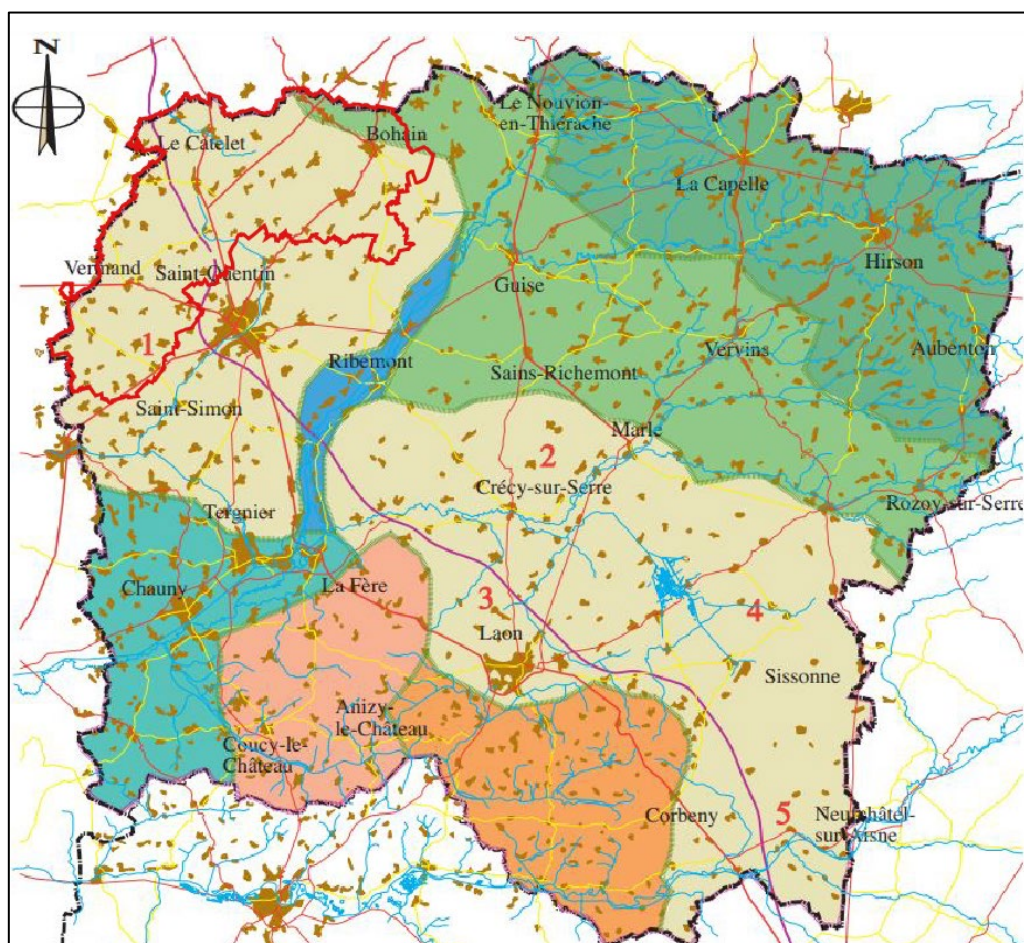 N
Le Nouvion-
en-Thiérache
Le Catelet
Bohain
La Capelle
Hirson
Vermand
Saint-Quentin
Guise
1
Ribemont
Vervins
Aubenton
Sains-Richemont
Saint-Simon
Marle
2
Crécy-sur-Serre
Rozoy-sur-Serre
Tergnier
Chauny
La Fère
3
4
Laon
Sissonne
Anizy-
le-Château
Coucy-le-
Château
Corbeny
5
Neufchâtel-
sur-Aisne